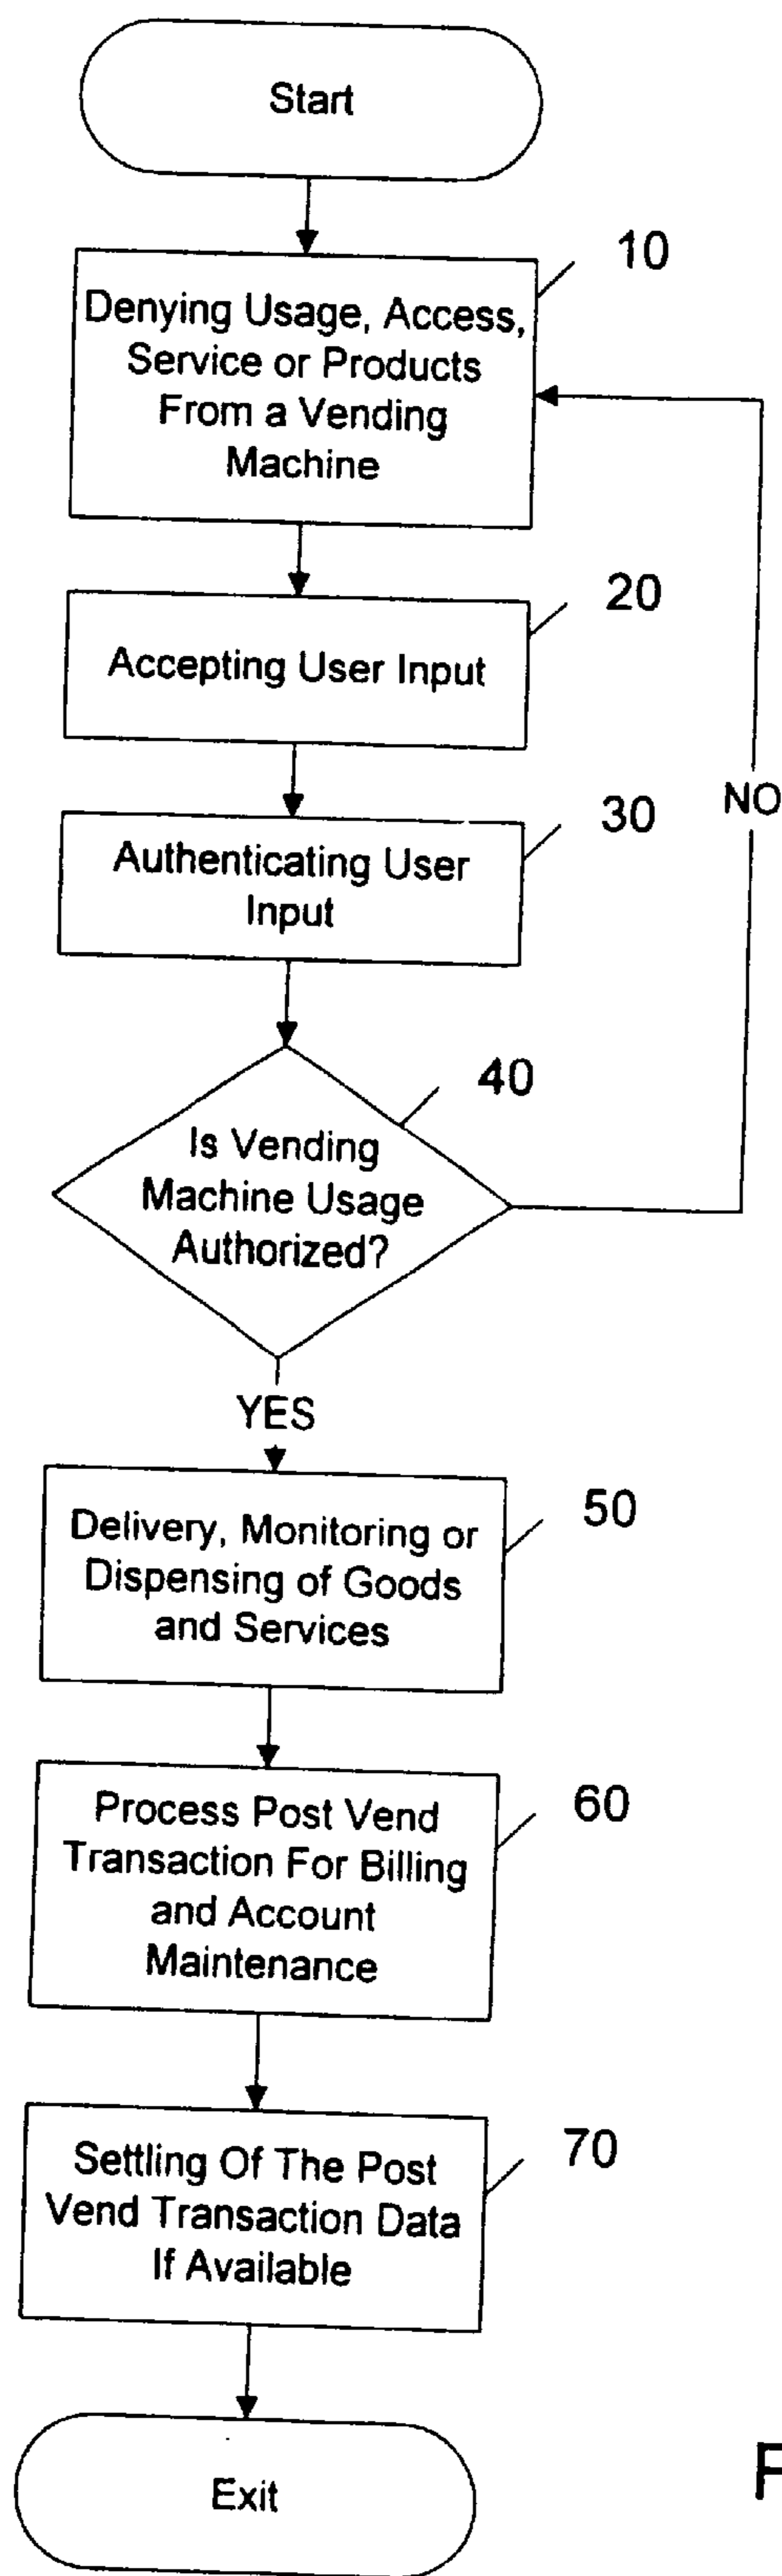 Start
10
Denying Usage, Access,
Service or Products
From a Vending
Machine
20
Accepting User Input
30
Authenticating User
Input
NO
40
Is Vending
Machine Usage
Authorized?
YES
50
Delivery, Monitoring or
Dispensing of Goods
and Services
60
Process Post Vend
Transaction For Billing
and Account
Maintenance
70
Settling Of The Post
Vend Transaction Data
If Available
Exit
F